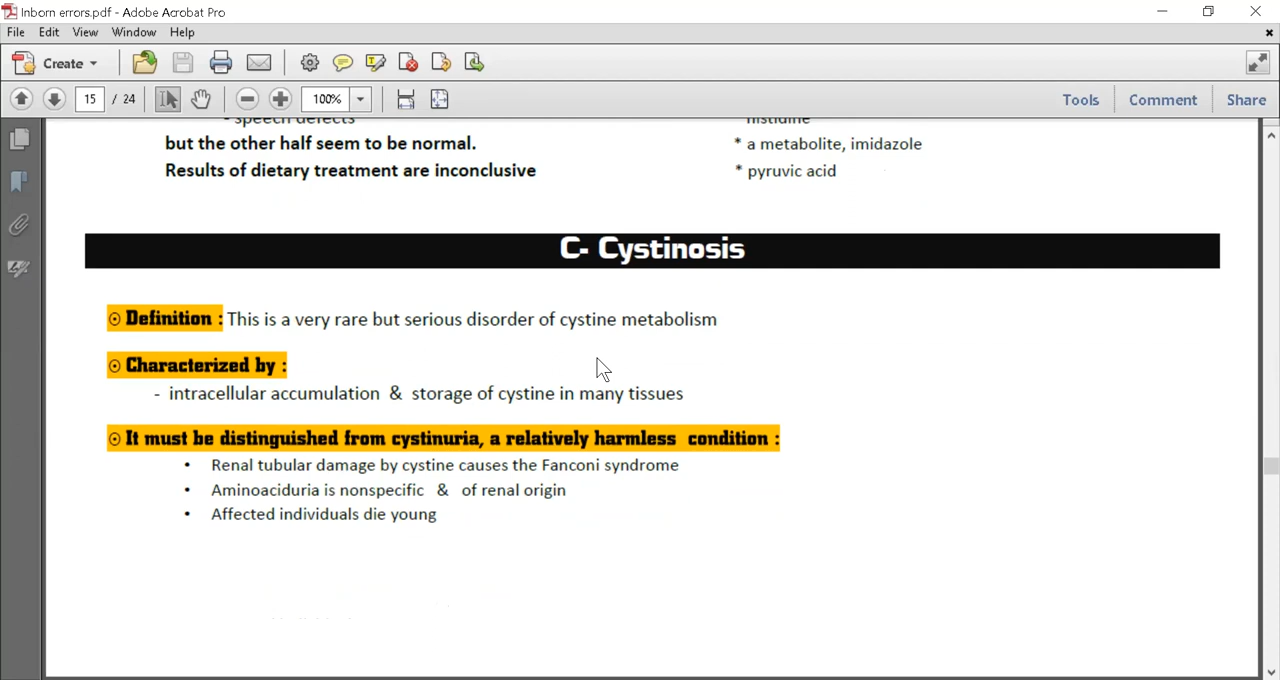 Inborn errors.pdf - Adobe Acrobat Pro
File Edit View Window Help
Create
15 / 24 100% Tools Comment Share
- speech defects histidine
but the other half seem to be normal. * a metabolite, imidazole
Results of dietary treatment are inconclusive * pyruvic acid
C- Cystinosis
⊙ Definition : This is a very rare but serious disorder of cystine metabolism
⊙ Characterized by :
- intracellular accumulation & storage of cystine in many tissues
⊙ It must be distinguished from cystinuria, a relatively harmless condition :
• Renal tubular damage by cystine causes the Fanconi syndrome
• Aminoaciduria is nonspecific & of renal origin
• Affected individuals die young